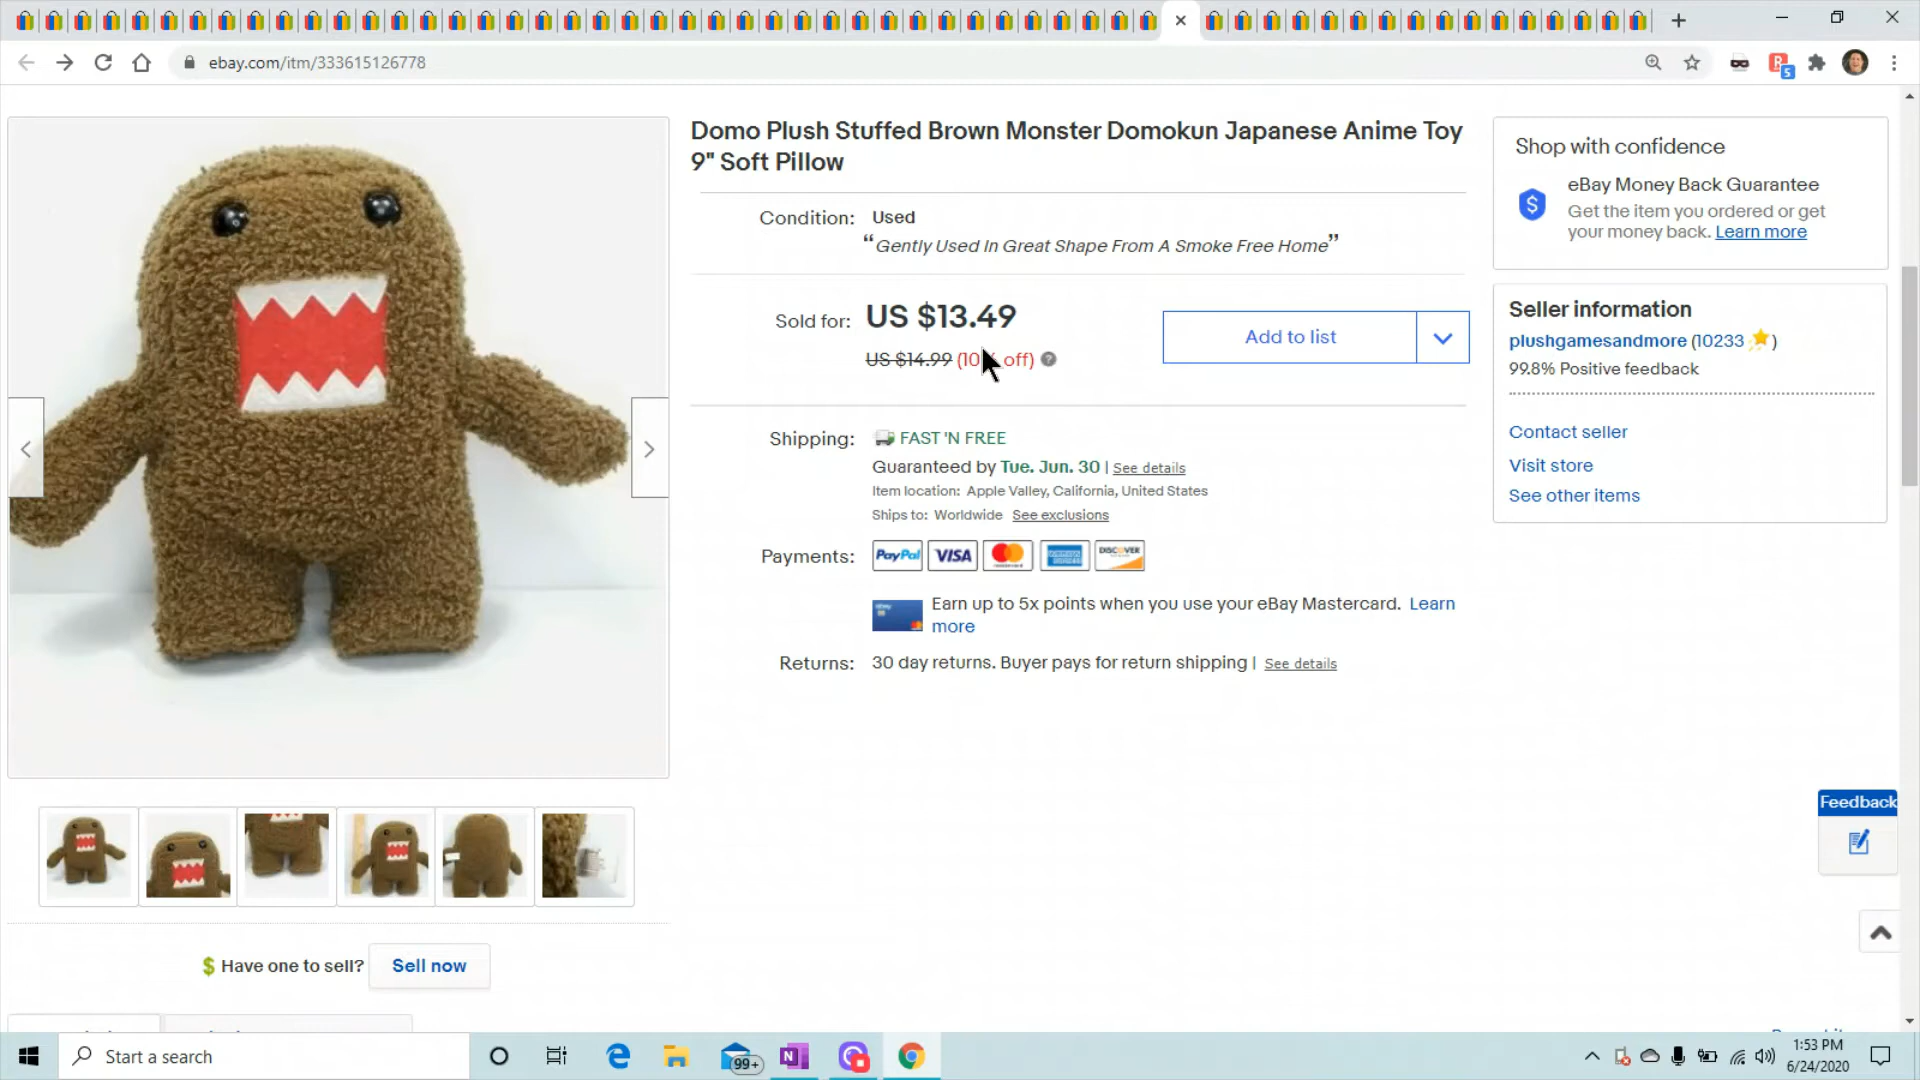 ebay.com/itm/333615126778
5
Domo Plush Stuffed Brown Monster Domokun Japanese Anime Toy
9" Soft Pillow
Condition: Used
“Gently Used In Great Shape From A Smoke Free Home”
Sold for: US $13.49
US $14.99
off)
Add to list
Shipping: FAST 'N FREE
Guaranteed by Tue. Jun. 30 | See details
Item location: Apple Valley, California, United States
Ships to: Worldwide See exclusions
Payments: PayPal VISA DISCOVER
Earn up to 5x points when you use your eBay Mastercard. Learn
more
Returns: 30 day returns. Buyer pays for return shipping | See details
Shop with confidence
eBay Money Back Guarantee
Get the item you ordered or get
your money back. Learn more
Seller information
plushgamesandmore (10233 )
99.8% Positive feedback
Contact seller
Visit store
See other items
Feedback
Have one to sell? Sell now
Start a search
99+
1:53 PM
6/24/2020